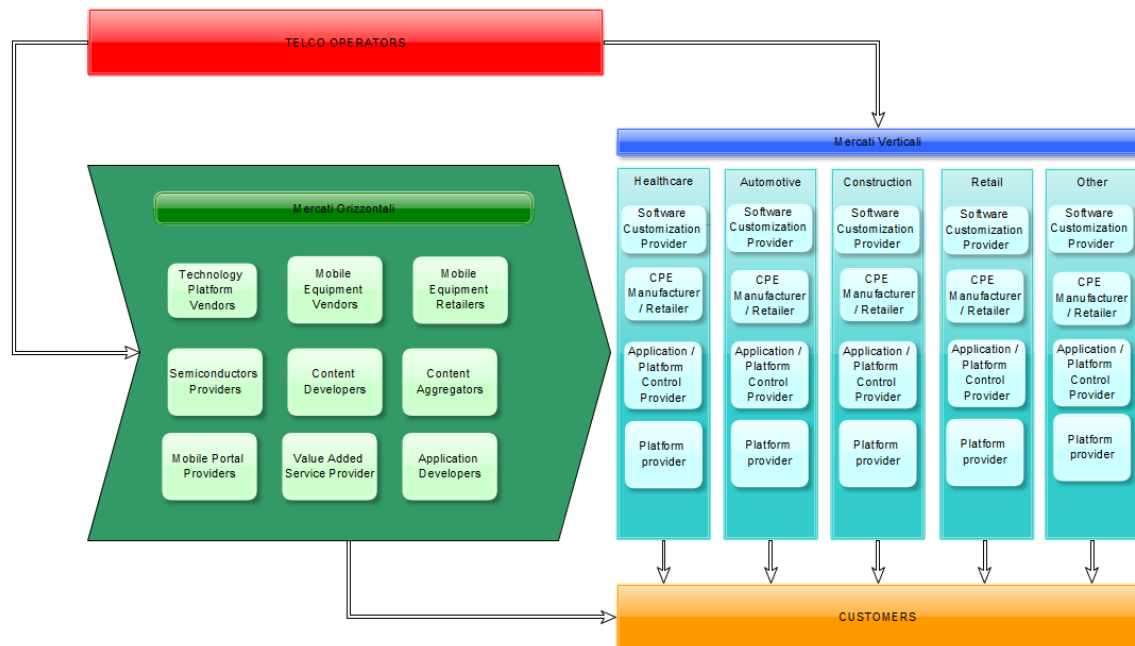 TELCO OPERATORS
Mercati Verticali
Mercati Orizzontali
Technology
Platform
Vendors
Mobile
Equipment
Vendors
Mobile
Equipment
Retailers
Semiconductors
Providers
Content
Developers
Content
Aggregators
Mobile Portal
Providers
Value Added
Service Provider
Application
Developers
Healthcare
Software
Customization
Provider
CPE
Manufacturer
/ Retailer
Application /
Platform
Control
Provider
Platform
provider
Automotive
Software
Customization
Provider
CPE
Manufacturer
/ Retailer
Application /
Platform
Control
Provider
Platform
provider
Construction
Software
Customization
Provider
CPE
Manufacturer
/ Retailer
Application /
Platform
Control
Provider
Platform
provider
Retail
Software
Customization
Provider
CPE
Manufacturer
/ Retailer
Application /
Platform
Control
Provider
Platform
provider
Other
Software
Customization
Provider
CPE
Manufacturer
/ Retailer
Application /
Platform
Control
Provider
Platform
provider
CUSTOMERS